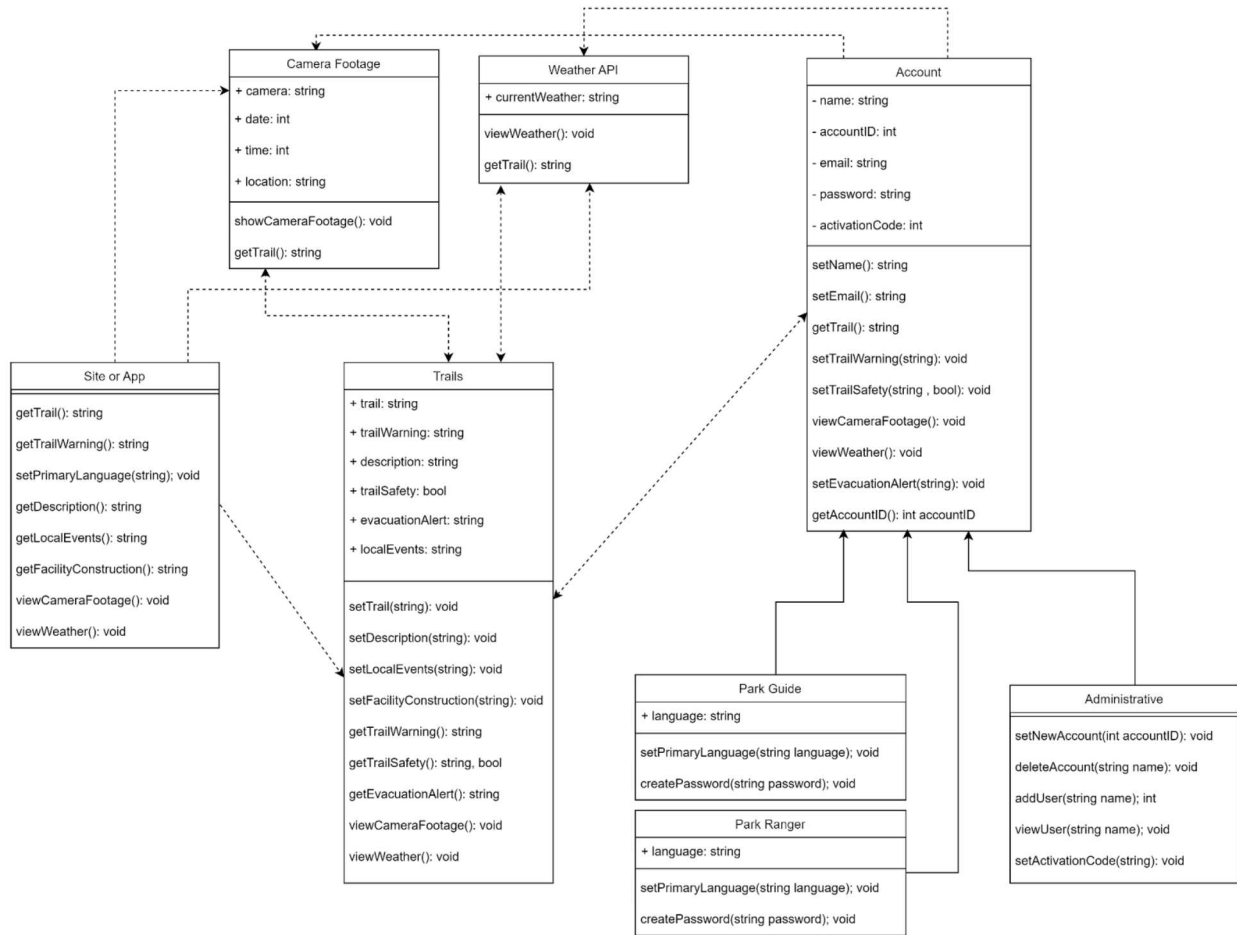 Camera Footage
+ camera: string
+ date: int
+ time: int
+ location: string
showCameraFootage(): void
getTrail(): string
Weather API
+ currentWeather: string
viewWeather(): void
getTrail(): string
Account
- name: string
- accountID: int
- email: string
- password: string
- activationCode: int
setName(): string
setEmail(): string
getTrail(): string
setTrailWarning(string): void
setTrailSafety(string , bool): void
viewCameraFootage(): void
viewWeather(): void
setEvacuationAlert(string): void
getAccountID(): int accountID
Site or App
getTrail(): string
getTrailWarning(): string
setPrimaryLanguage(string); void
getDescription(): string
getLocalEvents(): string
getFacilityConstruction(): string
viewCameraFootage(): void
viewWeather(): void
Trails
+ trail: string
+ trailWarning: string
+ description: string
+ trailSafety: bool
+ evacuationAlert: string
+ localEvents: string
setTrail(string): void
setDescription(string): void
setLocalEvents(string): void
setFacilityConstruction(string): void
getTrailWarning(): string
getTrailSafety(): string, bool
getEvacuationAlert(): string
viewCameraFootage(): void
viewWeather(): void
Park Guide
+ language: string
setPrimaryLanguage(string language); void
createPassword(string password); void
Park Ranger
+ language: string
setPrimaryLanguage(string language); void
createPassword(string password); void
Administrative
setNewAccount(int accountID): void
deleteAccount(string name): void
addUser(string name); int
viewUser(string name); void
setActivationCode(string): void